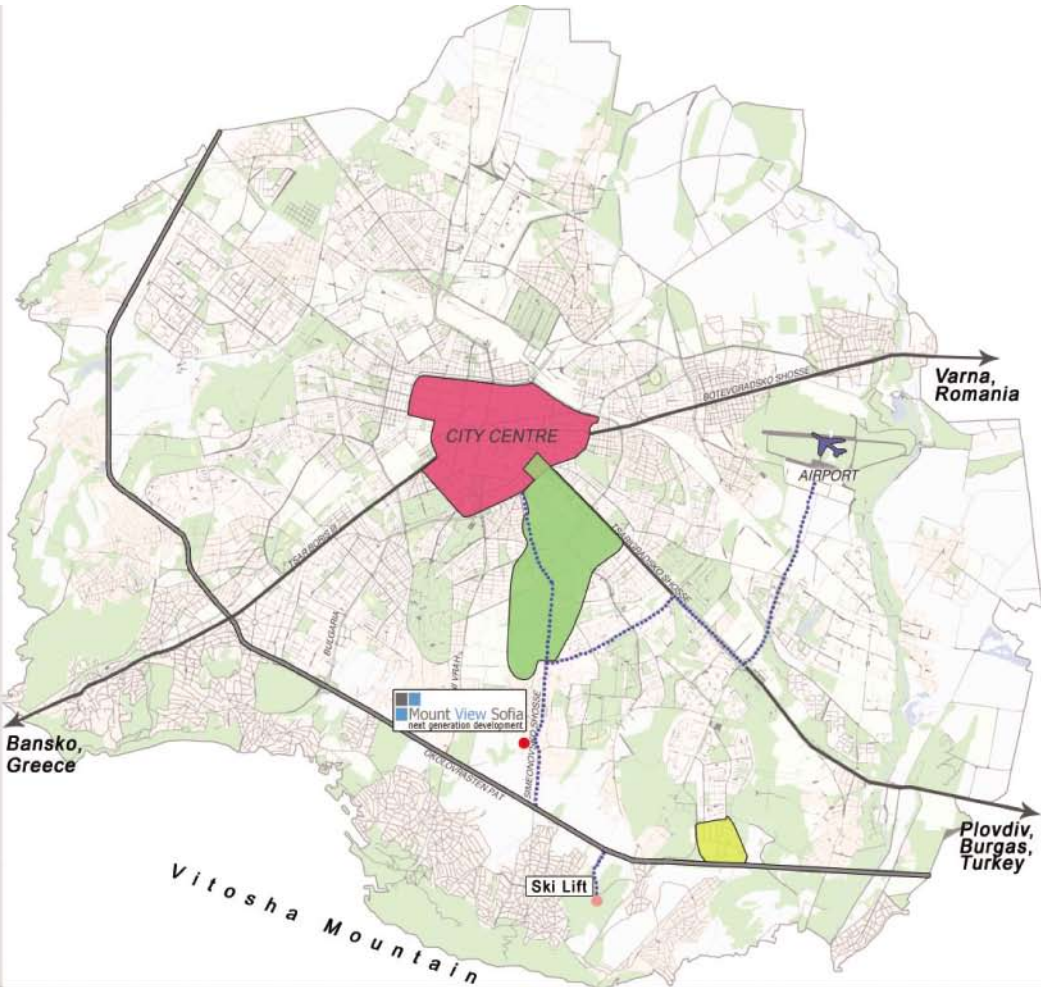 BOTEVGRADSKO SHOSSE
Varna,
Romania
CITY CENTRE
AIRPORT
TSAR BORIS III
TSARIGRADSKO SHOSSE
BULGARIA
VRAH
Mount View Sofia
next generation development
SIMEONOVSKO SHOSSE
OKOLOVRASTEN PAT
Bansko,
Greece
Plovdiv,
Burgas,
Turkey
Ski Lift
Vitosha Mountain